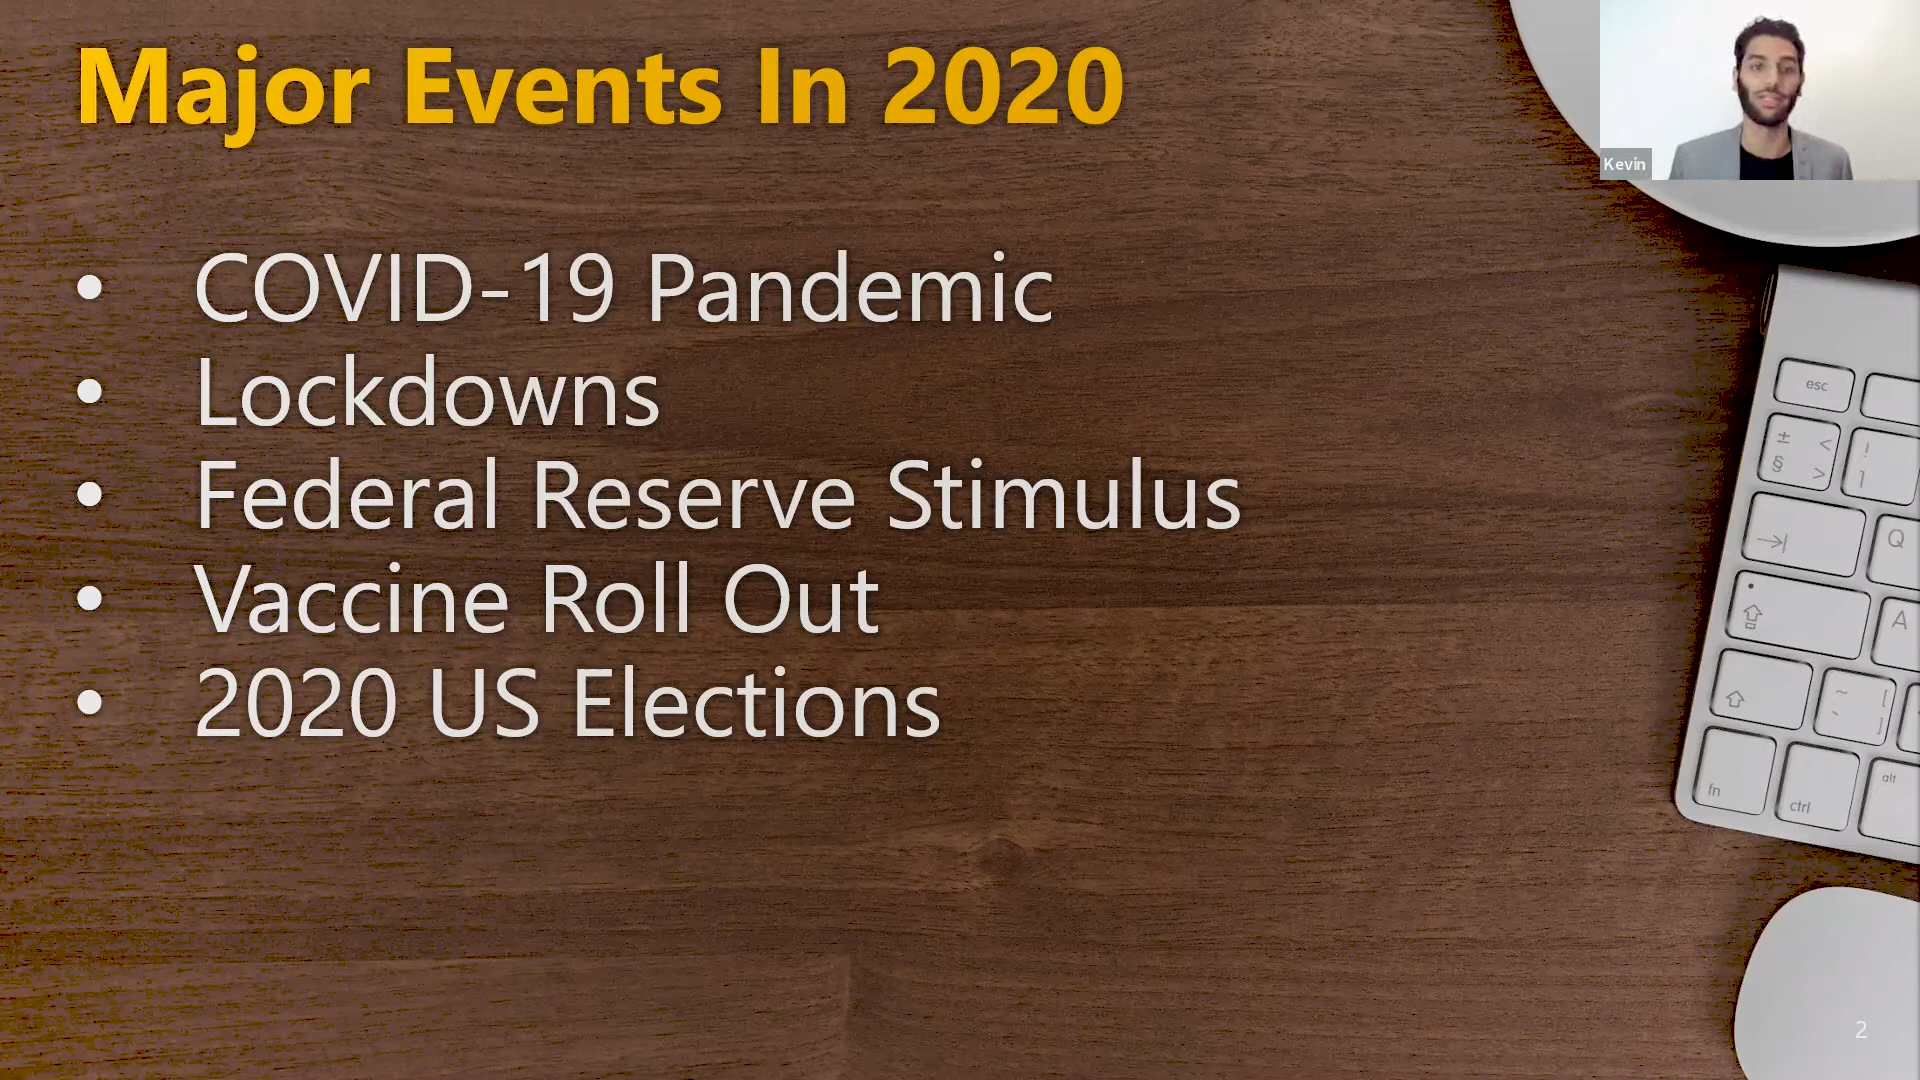 Major Events In 2020
Kevin
• COVID-19 Pandemic
• Lockdowns
• Federal Reserve Stimulus
• Vaccine Roll Out
• 2020 US Elections
esc
± <
§ >
!
1
Q
A
~ [
` ]
fn
ctrl
alt
2